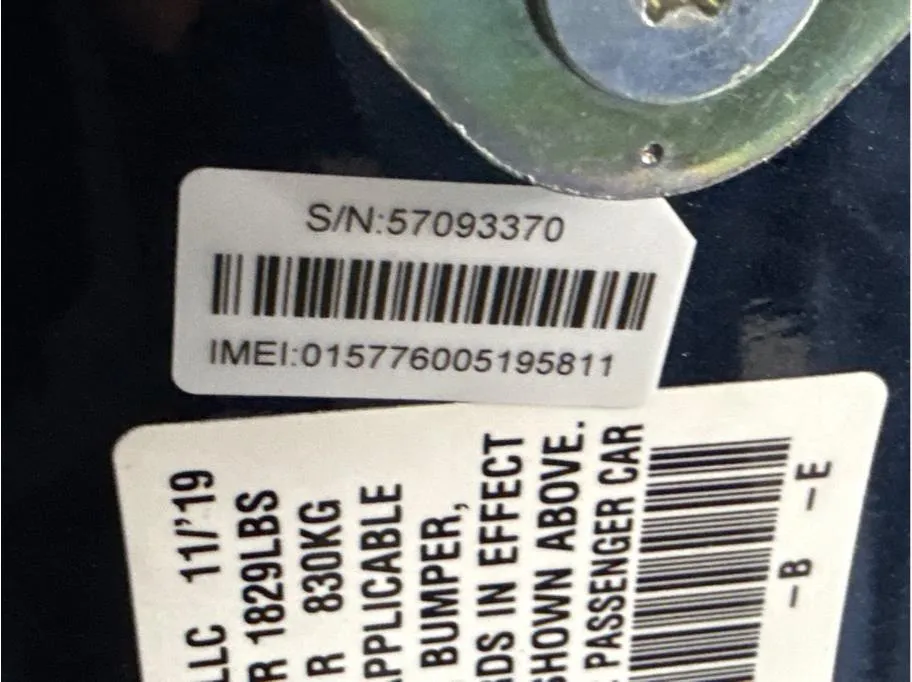 S/N:57093370
IMEI:015776005195811
LLC 11/'19
R 1829LBS
R 830KG
APPLICABLE
BUMPER,
RDS IN EFFECT
SHOWN ABOVE.
PASSENGER CAR
-B -E